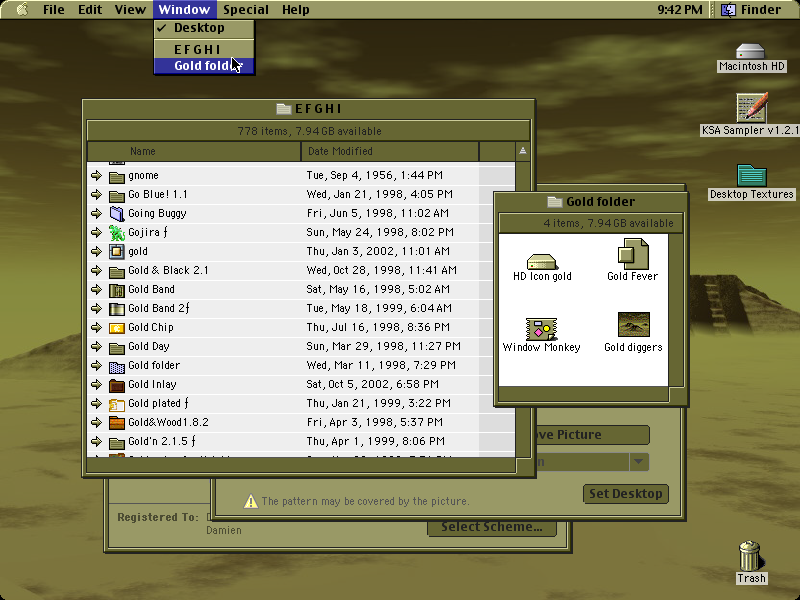 File Edit View Window Special Help 9:42 PM Finder
✓ Desktop
E F G H I
Gold folder
Macintosh HD
KSA Sampler v1.2.1
Desktop Textures
E F G H I
778 items, 7.94 GB available
Name Date Modified
gnome Tue, Sep 4, 1956, 1:44 PM
Go Blue! 1.1 Wed, Jan 21, 1998, 4:05 PM
Going Buggy Fri, Jun 5, 1998, 11:02 AM
Gojira ƒ Sun, May 24, 1998, 8:02 PM
gold Thu, Jan 3, 2002, 11:01 AM
Gold & Black 2.1 Wed, Oct 28, 1998, 11:41 AM
Gold Band Sat, May 16, 1998, 5:02 AM
Gold Band 2ƒ Tue, May 18, 1999, 6:04 AM
Gold Chip Thu, Jul 16, 1998, 8:36 PM
Gold Day Sun, Mar 29, 1998, 11:27 PM
Gold folder Wed, Mar 11, 1998, 7:29 PM
Gold Inlay Sat, Oct 5, 2002, 6:58 PM
Gold plated ƒ Thu, Jan 21, 1999, 3:22 PM
Gold&Wood1.8.2 Fri, Apr 3, 1998, 5:37 PM
Gold'n 2.1.5 ƒ Thu, Apr 1, 1999, 8:06 PM
Gold folder
4 items, 7.94 GB available
HD Icon gold
Gold Fever
Window Monkey
Gold diggers
Picture
Set Desktop
The pattern may be covered by the picture.
Registered To:
Damien
Select Scheme...
Trash